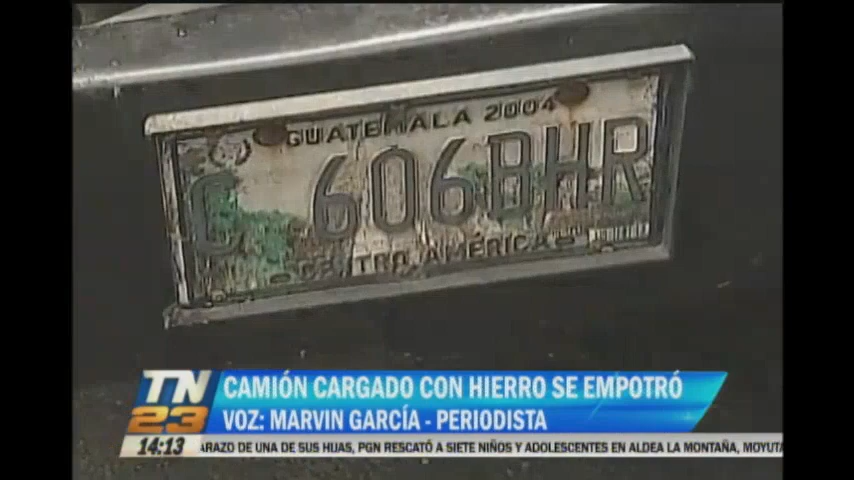 GUATEMALA 2004
C 606BHR
CENTRO AMÉRICA
TN CAMIÓN CARGADO CON HIERRO SE EMPOTRÓ
23 VOZ: MARVIN GARCÍA - PERIODISTA
14:13 ARAZO DE UNA DE SUS HIJAS, PGN RESCATÓ A SIETE NIÑOS Y ADOLESCENTES EN ALDEA LA MONTAÑA, MOYUTA